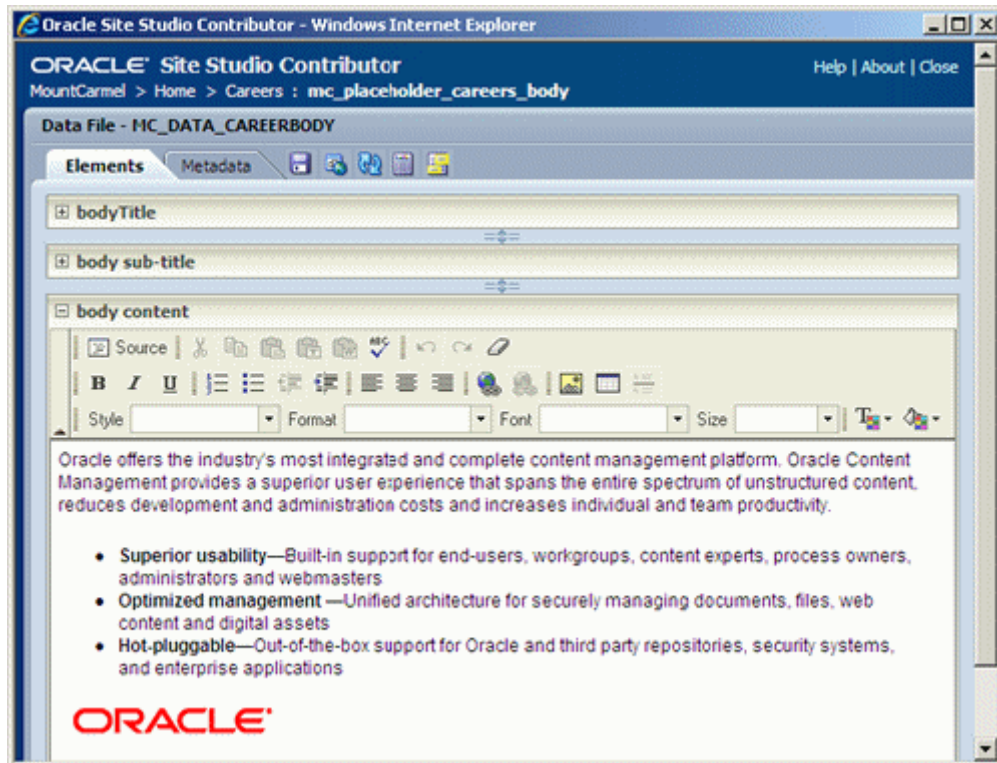 Oracle Site Studio Contributor - Windows Internet Explorer
ORACLE Site Studio Contributor
Help | About | Close
MountCarmel > Home > Careers : mc_placeholder_careers_body
Data File - MC_DATA_CAREERBODY
Elements Metadata
bodyTitle
body sub-title
body content
Source ABC
B I U
Style Format Font Size
Oracle offers the industry's most integrated and complete content management platform. Oracle Content
Management provides a superior user experience that spans the entire spectrum of unstructured content,
reduces development and administration costs and increases individual and team productivity.
• Superior usability—Built-in support for end-users, workgroups, content experts, process owners,
administrators and webmasters
• Optimized management —Unified architecture for securely managing documents, files, web
content and digital assets
• Hot-pluggable—Out-of-the-box support for Oracle and third party repositories, security systems,
and enterprise applications
ORACLE